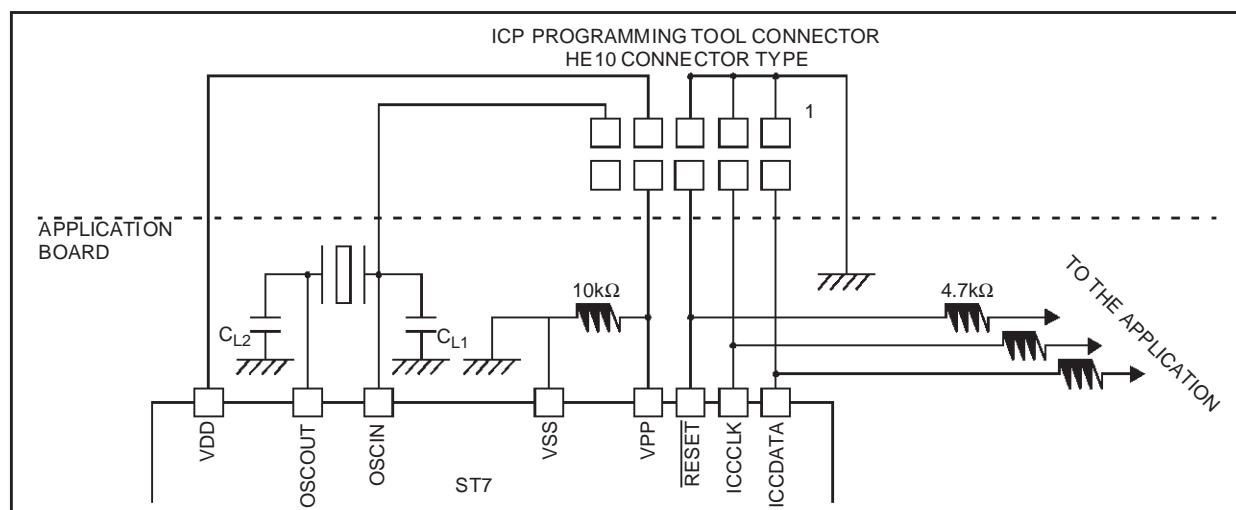 ICP PROGRAMMING TOOL CONNECTOR
HE10 CONNECTOR TYPE
1
APPLICATION
BOARD
10kΩ
4.7kΩ
TO THE APPLICATION
CL2
CL1
VDD
OSCOUT
OSCIN
VSS
VPP
RESET
ICCCLK
ICCDATA
ST7